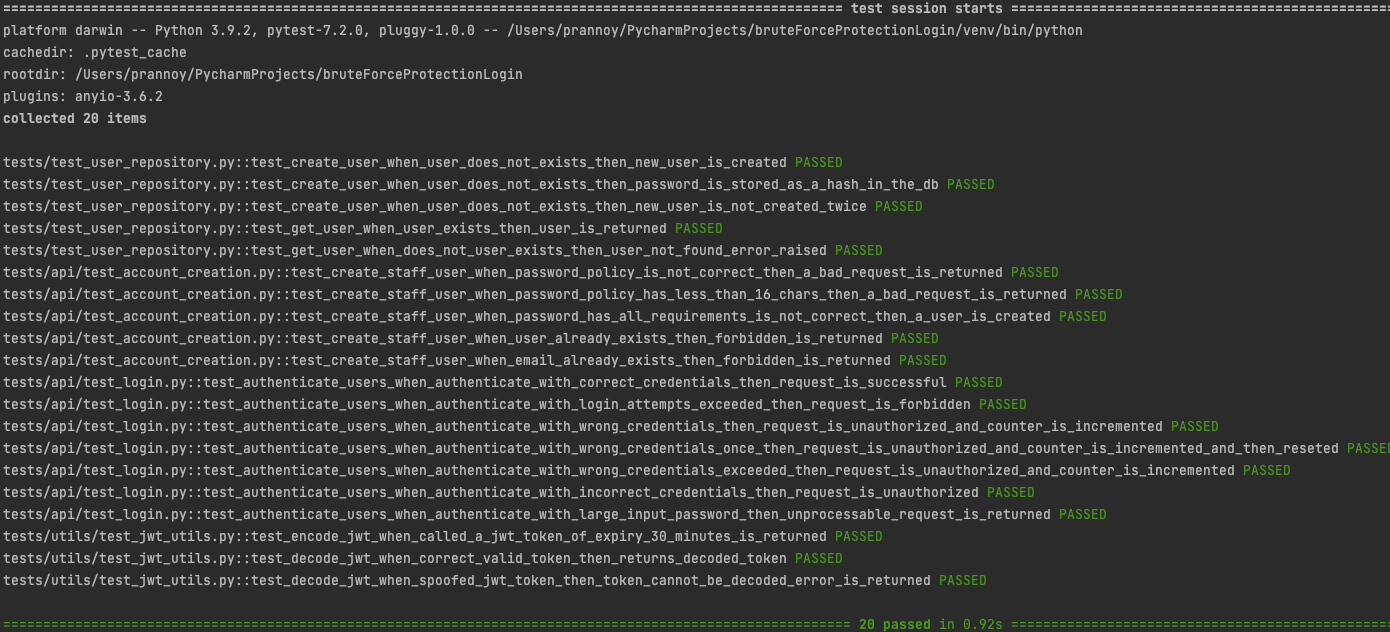 ============================= test session starts =============================
platform darwin -- Python 3.9.2, pytest-7.2.0, pluggy-1.0.0 -- /Users/prannoy/PycharmProjects/bruteForceProtectionLogin/venv/bin/python
cachedir: .pytest_cache
rootdir: /Users/prannoy/PycharmProjects/bruteForceProtectionLogin
plugins: anyio-3.6.2
collected 20 items
tests/test_user_repository.py::test_create_user_when_user_does_not_exists_then_new_user_is_created PASSED
tests/test_user_repository.py::test_create_user_when_user_does_not_exists_then_password_is_stored_as_a_hash_in_the_db PASSED
tests/test_user_repository.py::test_create_user_when_user_does_not_exists_then_new_user_is_not_created_twice PASSED
tests/test_user_repository.py::test_get_user_when_user_exists_then_user_is_returned PASSED
tests/test_user_repository.py::test_get_user_when_does_not_user_exists_then_user_not_found_error_raised PASSED
tests/api/test_account_creation.py::test_create_staff_user_when_password_policy_is_not_correct_then_a_bad_request_is_returned PASSED
tests/api/test_account_creation.py::test_create_staff_user_when_password_policy_has_less_than_16_chars_then_a_bad_request_is_returned PASSED
tests/api/test_account_creation.py::test_create_staff_user_when_password_has_all_requirements_is_not_correct_then_a_user_is_created PASSED
tests/api/test_account_creation.py::test_create_staff_user_when_user_already_exists_then_forbidden_is_returned PASSED
tests/api/test_account_creation.py::test_create_staff_user_when_email_already_exists_then_forbidden_is_returned PASSED
tests/api/test_login.py::test_authenticate_users_when_authenticate_with_correct_credentials_then_request_is_successful PASSED
tests/api/test_login.py::test_authenticate_users_when_authenticate_with_login_attempts_exceeded_then_request_is_forbidden PASSED
tests/api/test_login.py::test_authenticate_users_when_authenticate_with_wrong_credentials_then_request_is_unauthorized_and_counter_is_incremented PASSED
tests/api/test_login.py::test_authenticate_users_when_authenticate_with_wrong_credentials_once_then_request_is_unauthorized_and_counter_is_incremented_and_then_reseted PASSED
tests/api/test_login.py::test_authenticate_users_when_authenticate_with_wrong_credentials_exceeded_then_request_is_unauthorized_and_counter_is_incremented PASSED
tests/api/test_login.py::test_authenticate_users_when_authenticate_with_incorrect_credentials_then_request_is_unauthorized PASSED
tests/api/test_login.py::test_authenticate_users_when_authenticate_with_large_input_password_then_unprocessable_request_is_returned PASSED
tests/utils/test_jwt_utils.py::test_encode_jwt_when_called_a_jwt_token_of_expiry_30_minutes_is_returned PASSED
tests/utils/test_jwt_utils.py::test_decode_jwt_when_correct_valid_token_then_returns_decoded_token PASSED
tests/utils/test_jwt_utils.py::test_decode_jwt_when_spoofed_jwt_token_then_token_cannot_be_decoded_error_is_returned PASSED
============================= 20 passed in 0.92s =============================